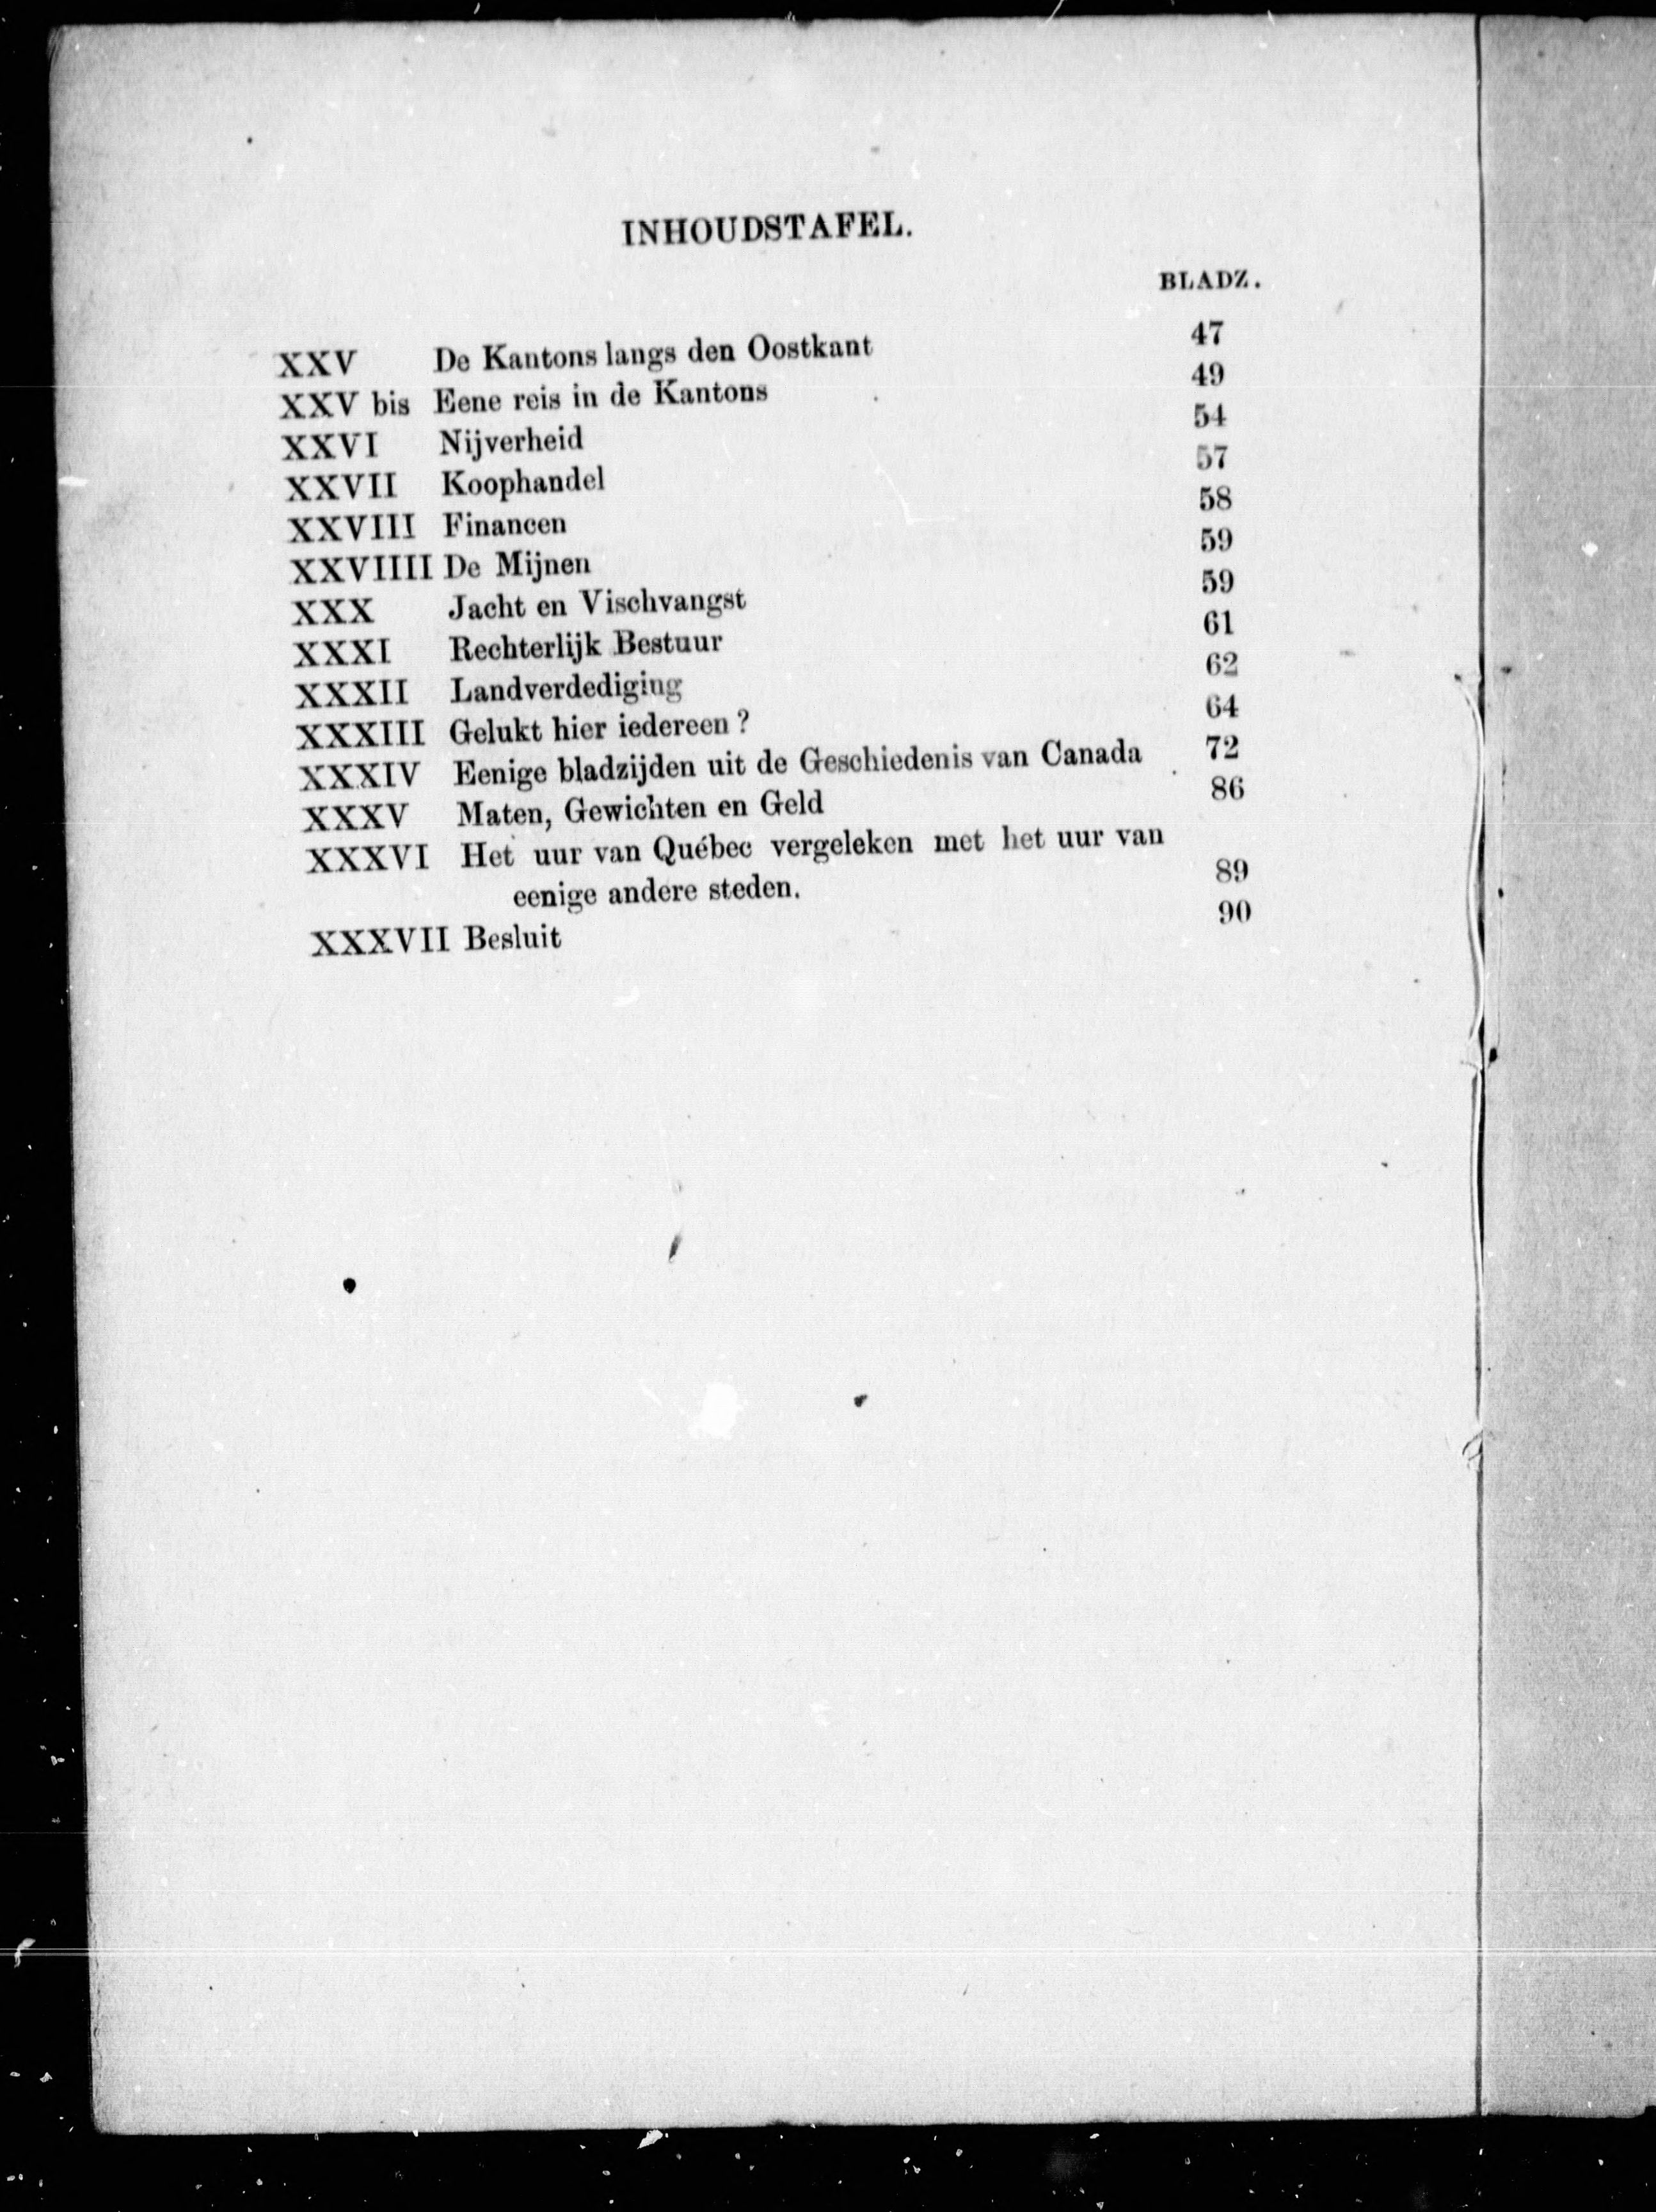 INHOUDSTAFEL.
BLADZ.
XXV De Kantons langs den Oostkant 47
XXV bis Eene reis in de Kantons 49
XXVI Nijverheid 54
XXVII Koophandel 57
XXVIII Financen 58
XXVIIII De Mijnen 59
XXX Jacht en Vischvangst 59
XXXI Rechterlijk Bestuur 61
XXXII Landverdediging 62
XXXIII Gelukt hier iedereen ? 64
XXXIV Eenige bladzijden uit de Geschiedenis van Canada 72
XXXV Maten, Gewichten en Geld 86
XXXVI Het uur van Québec vergeleken met het uur van
eenige andere steden. 89
XXXVII Besluit 90